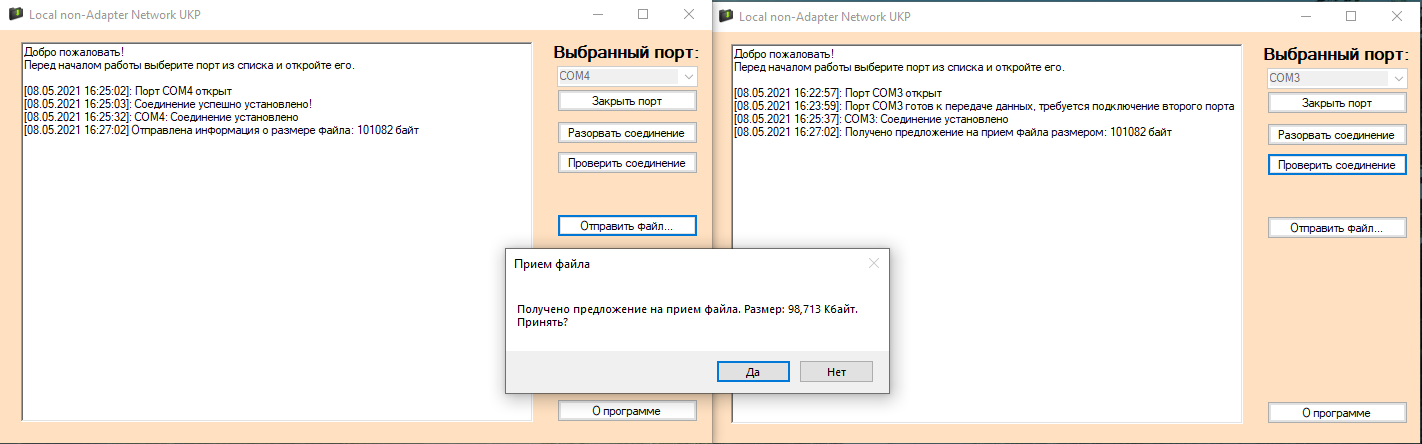 Local non-Adapter Network UKP
Добро пожаловать!
Перед началом работы выберите порт из списка и откройте его.
[08.05.2021 16:25:02]: Порт COM4 открыт
[08.05.2021 16:25:03]: Соединение успешно установлено!
[08.05.2021 16:25:32]: COM4: Соединение установлено
[08.05.2021 16:27:02] Отправлена информация о размере файла: 101082 байт
Выбранный порт:
COM4
Закрыть порт
Разорвать соединение
Проверить соединение
Отправить файл...
О программе
Local non-Adapter Network UKP
Добро пожаловать!
Перед началом работы выберите порт из списка и откройте его.
[08.05.2021 16:22:57]: Порт COM3 открыт
[08.05.2021 16:23:59]: Порт COM3 готов к передаче данных, требуется подключение второго порта
[08.05.2021 16:25:37]: COM3: Соединение установлено
[08.05.2021 16:27:02]: Получено предложение на прием файла размером: 101082 байт
Выбранный порт:
COM3
Закрыть порт
Разорвать соединение
Проверить соединение
Отправить файл...
О программе
Прием файла
Получено предложение на прием файла. Размер: 98,713 Кбайт.
Принять?
Да
Нет